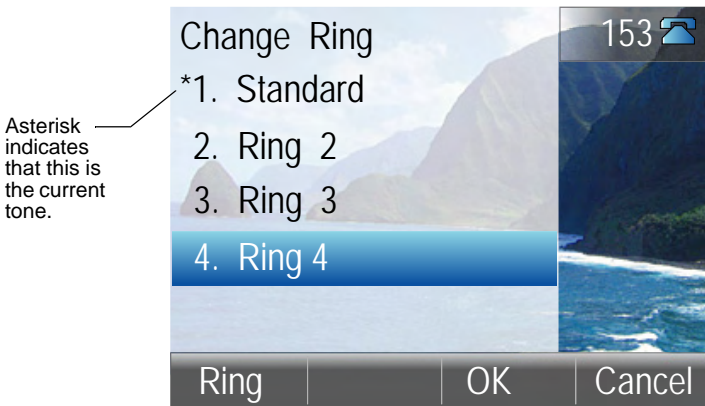 Change Ring
153
*1. Standard
2. Ring 2
3. Ring 3
4. Ring 4
Ring OK Cancel
Asterisk
indicates
that this is
the current
tone.